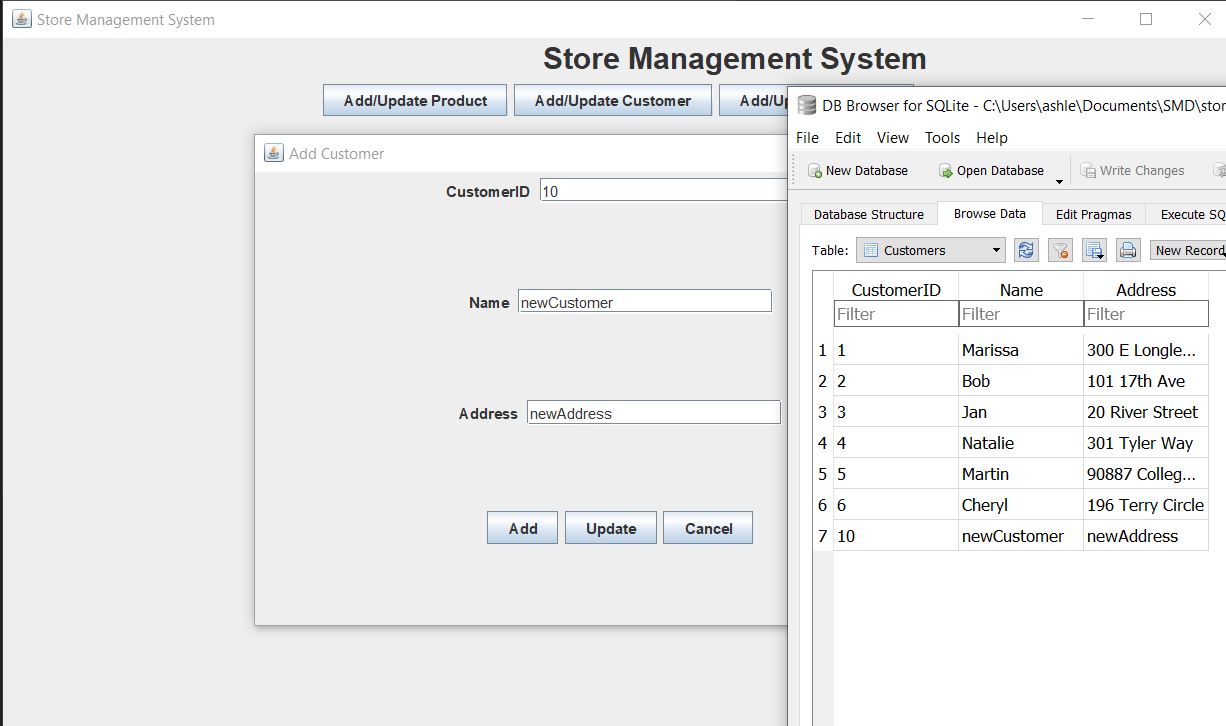 Store Management System
Store Management System
Add/Update Product
Add/Update Customer
Add/Up
Add Customer
CustomerID 10
Name newCustomer
Address newAddress
Add Update Cancel
DB Browser for SQLite - C:\Users\ashle\Documents\SMD\stor
File Edit View Tools Help
New Database Open Database Write Changes
Database Structure Browse Data Edit Pragmas Execute SQ
Table: Customers New Record
CustomerID Name Address
Filter Filter Filter
1 1 Marissa 300 E Longle...
2 2 Bob 101 17th Ave
3 3 Jan 20 River Street
4 4 Natalie 301 Tyler Way
5 5 Martin 90887 Colleg...
6 6 Cheryl 196 Terry Circle
7 10 newCustomer newAddress